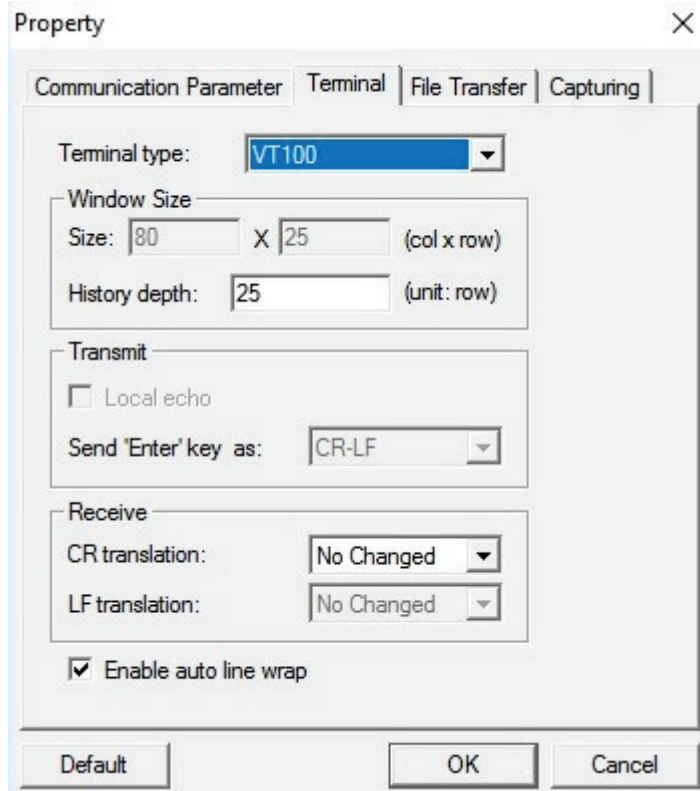 Property
Communication Parameter Terminal File Transfer Capturing
Terminal type: VT100
Window Size
Size: 80 X 25 (col x row)
History depth: 25 (unit: row)
Transmit
Local echo
Send 'Enter' key as: CR-LF
Receive
CR translation: No Changed
LF translation: No Changed
Enable auto line wrap
Default OK Cancel